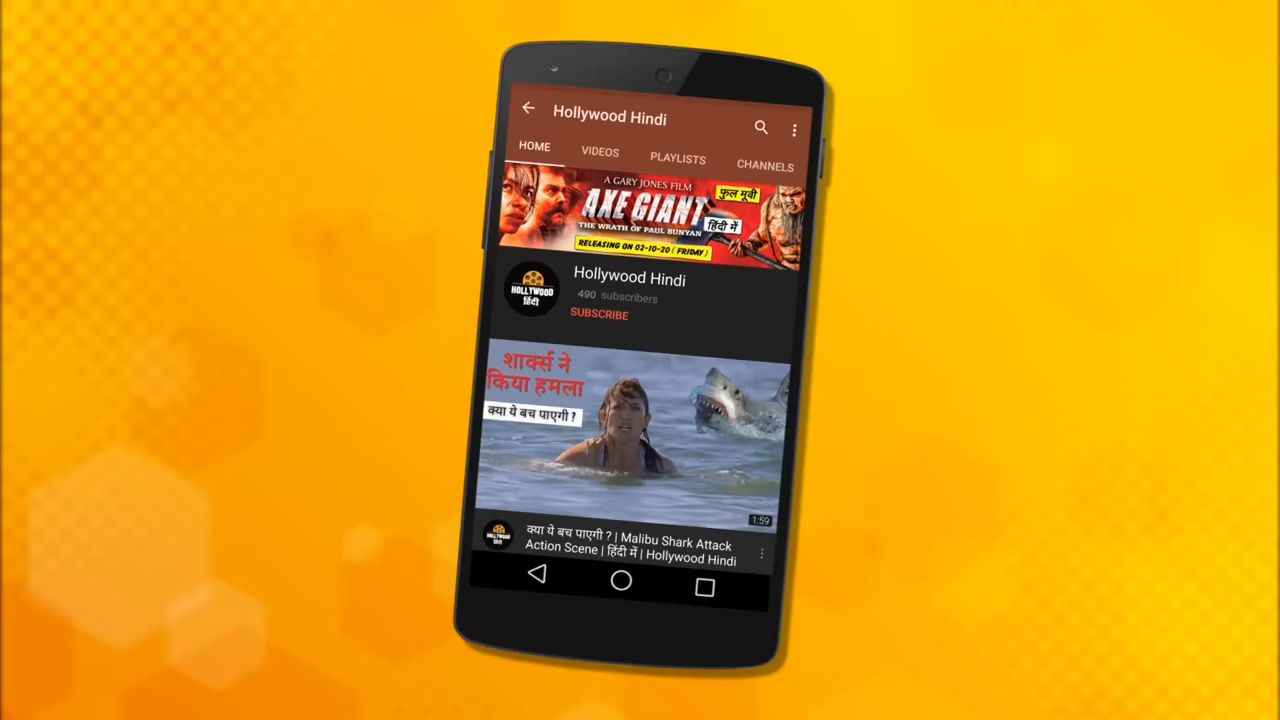 Hollywood Hindi
HOME VIDEOS PLAYLISTS CHANNELS
A GARY JONES FILM
AXE GIANT
THE WRATH OF PAUL BUNYAN
फुल मूवी
हिंदी में
RELEASING ON 02-10-20 ( FRIDAY )
HOLLYWOOD
हिंदी
Hollywood Hindi
490 subscribers
SUBSCRIBE
शार्क्स ने
किया हमला
क्या ये बच पाएगी ?
1:59
HOLLYWOOD
हिंदी
क्या ये बच पाएगी ? | Malibu Shark Attack
Action Scene | हिंदी में | Hollywood Hindi